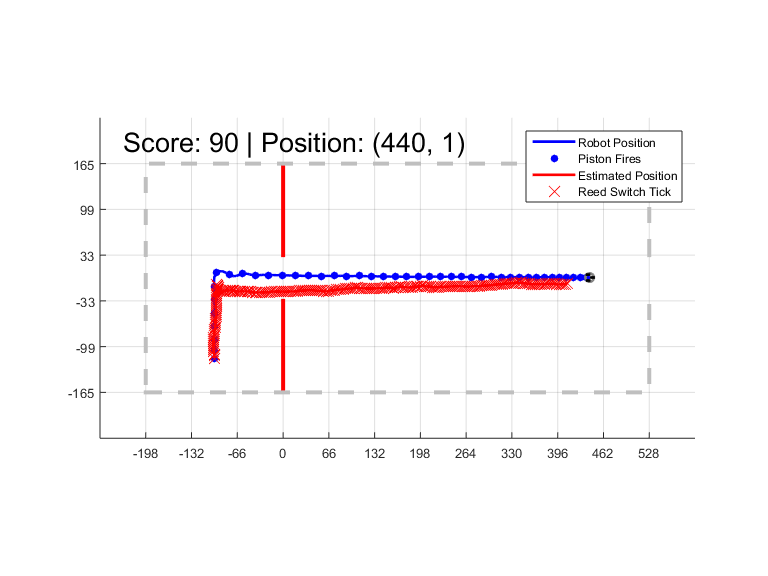 Score: 90 | Position: (440, 1)
Robot Position
Piston Fires
Estimated Position
Reed Switch Tick
165
99
33
-33
-99
-165
-198 -132 -66 0 66 132 198 264 330 396 462 528